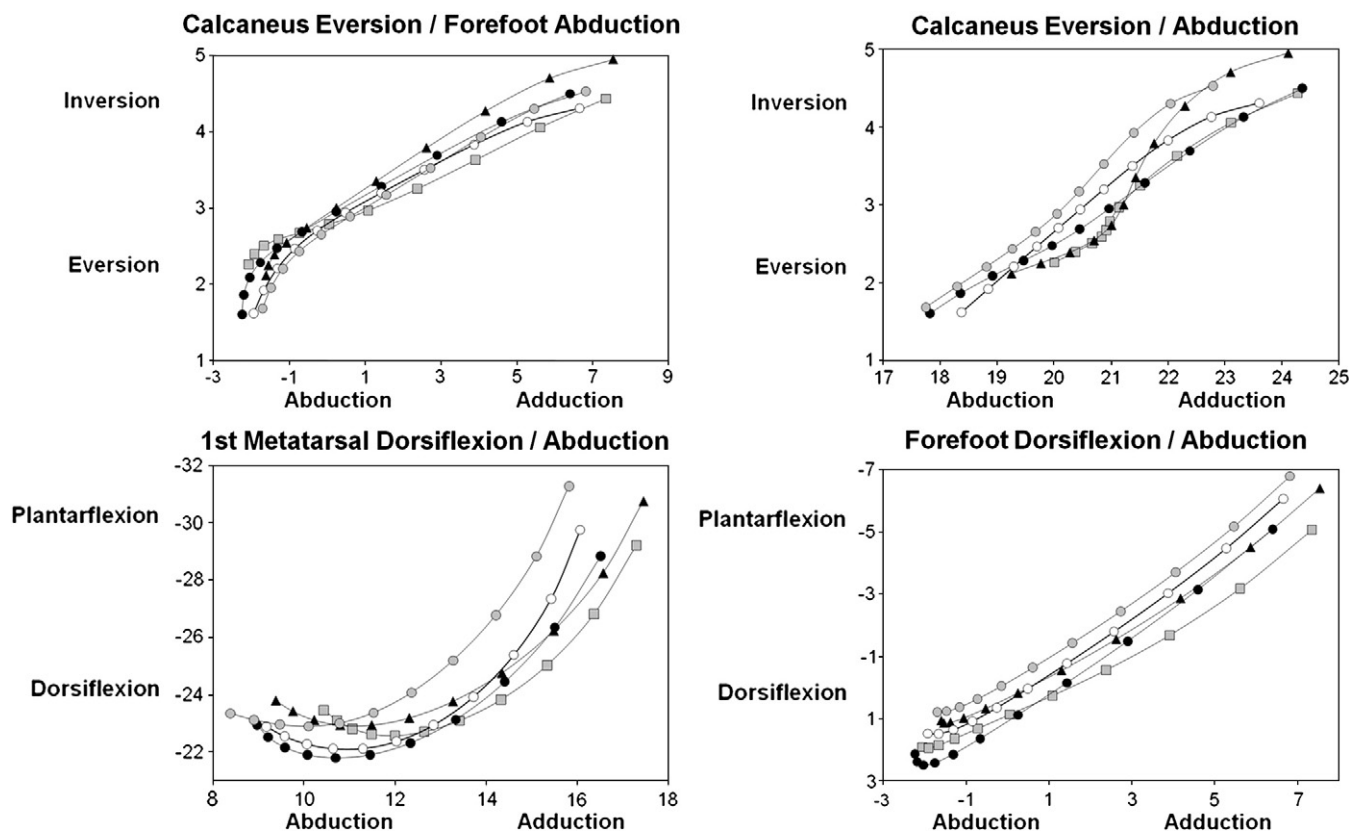 Calcaneus Eversion / Forefoot Abduction
5
Inversion
4
3
Eversion
2
1
-3 -1 1 3 5 7 9
Abduction Adduction
Calcaneus Eversion / Abduction
5
Inversion
4
3
Eversion
2
1
17 18 19 20 21 22 23 24 25
Abduction Adduction
1st Metatarsal Dorsiflexion / Abduction
-32
Plantarflexion
-30
-28
-26
Dorsiflexion
-24
-22
8 10 12 14 16 18
Abduction Adduction
Forefoot Dorsiflexion / Abduction
-7
Plantarflexion
-5
-3
-1
Dorsiflexion
1
3
-3 -1 1 3 5 7
Abduction Adduction